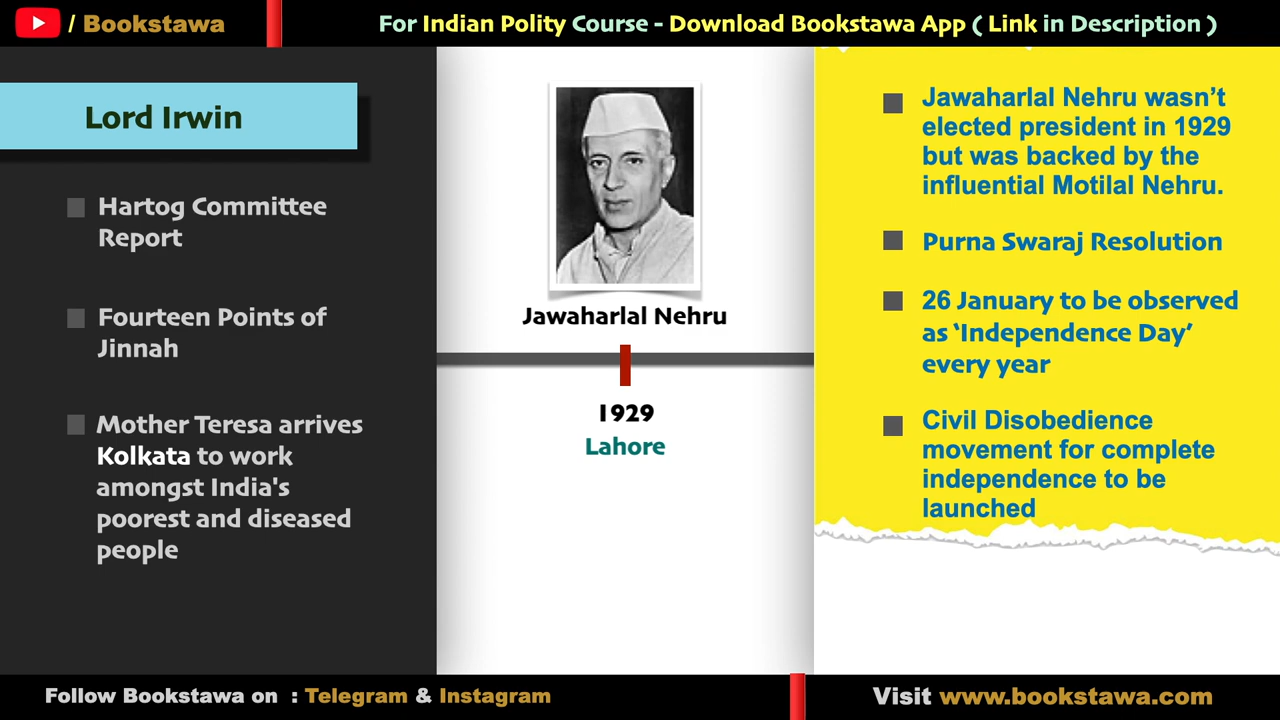 / Bookstawa
For Indian Polity Course - Download Bookstawa App ( Link in Description )
Lord Irwin
Hartog Committee
Report
Fourteen Points of
Jinnah
Mother Teresa arrives
Kolkata to work
amongst India's
poorest and diseased
people
Jawaharlal Nehru
1929
Lahore
Jawaharlal Nehru wasn’t
elected president in 1929
but was backed by the
influential Motilal Nehru.
Purna Swaraj Resolution
26 January to be observed
as ‘Independence Day’
every year
Civil Disobedience
movement for complete
independence to be
launched
Follow Bookstawa on : Telegram & Instagram
Visit www.bookstawa.com